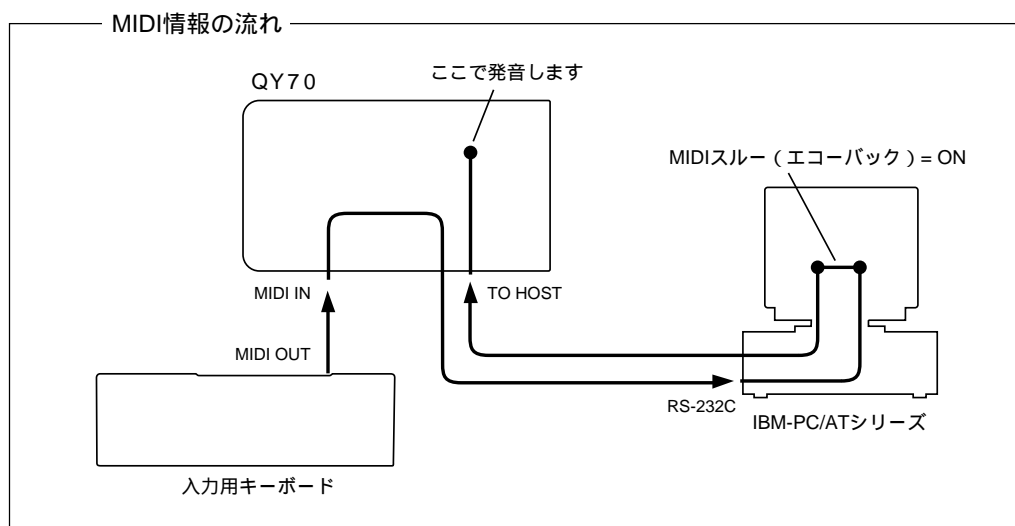 MIDI情報の流れ
QY70
ここで発音します
MIDIスルー（エコーバック）= ON
MIDI IN
TO HOST
MIDI OUT
RS-232C
IBM-PC/ATシリーズ
入力用キーボード